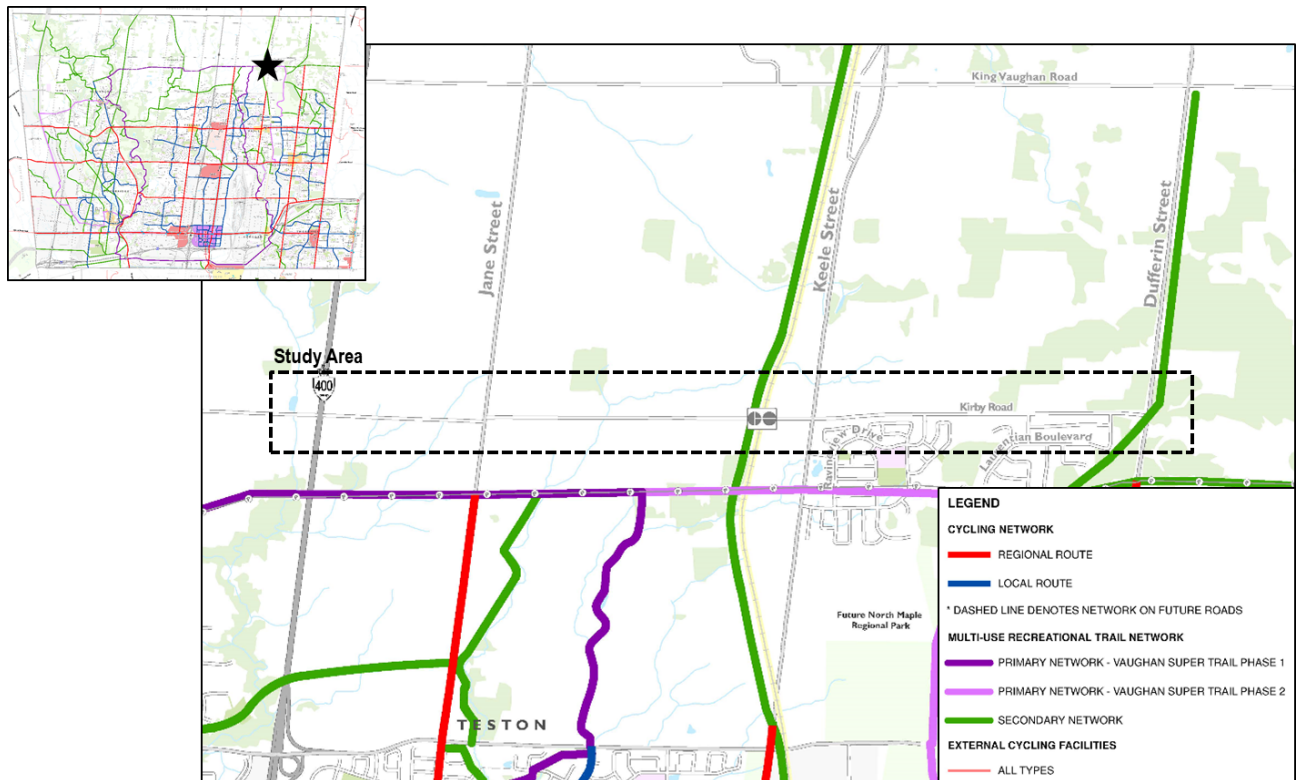 King Vaughan Road
Jane Street
Keele Street
Dufferin Street
Study Area
400
Kirby Road
Ravineview Drive
Laurentian Boulevard
LEGEND
CYCLING NETWORK
REGIONAL ROUTE
LOCAL ROUTE
* DASHED LINE DENOTES NETWORK ON FUTURE ROADS
Future North Maple
Regional Park
MULTI-USE RECREATIONAL TRAIL NETWORK
PRIMARY NETWORK - VAUGHAN SUPER TRAIL PHASE 1
PRIMARY NETWORK - VAUGHAN SUPER TRAIL PHASE 2
SECONDARY NETWORK
TESTON
EXTERNAL CYCLING FACILITIES
ALL TYPES